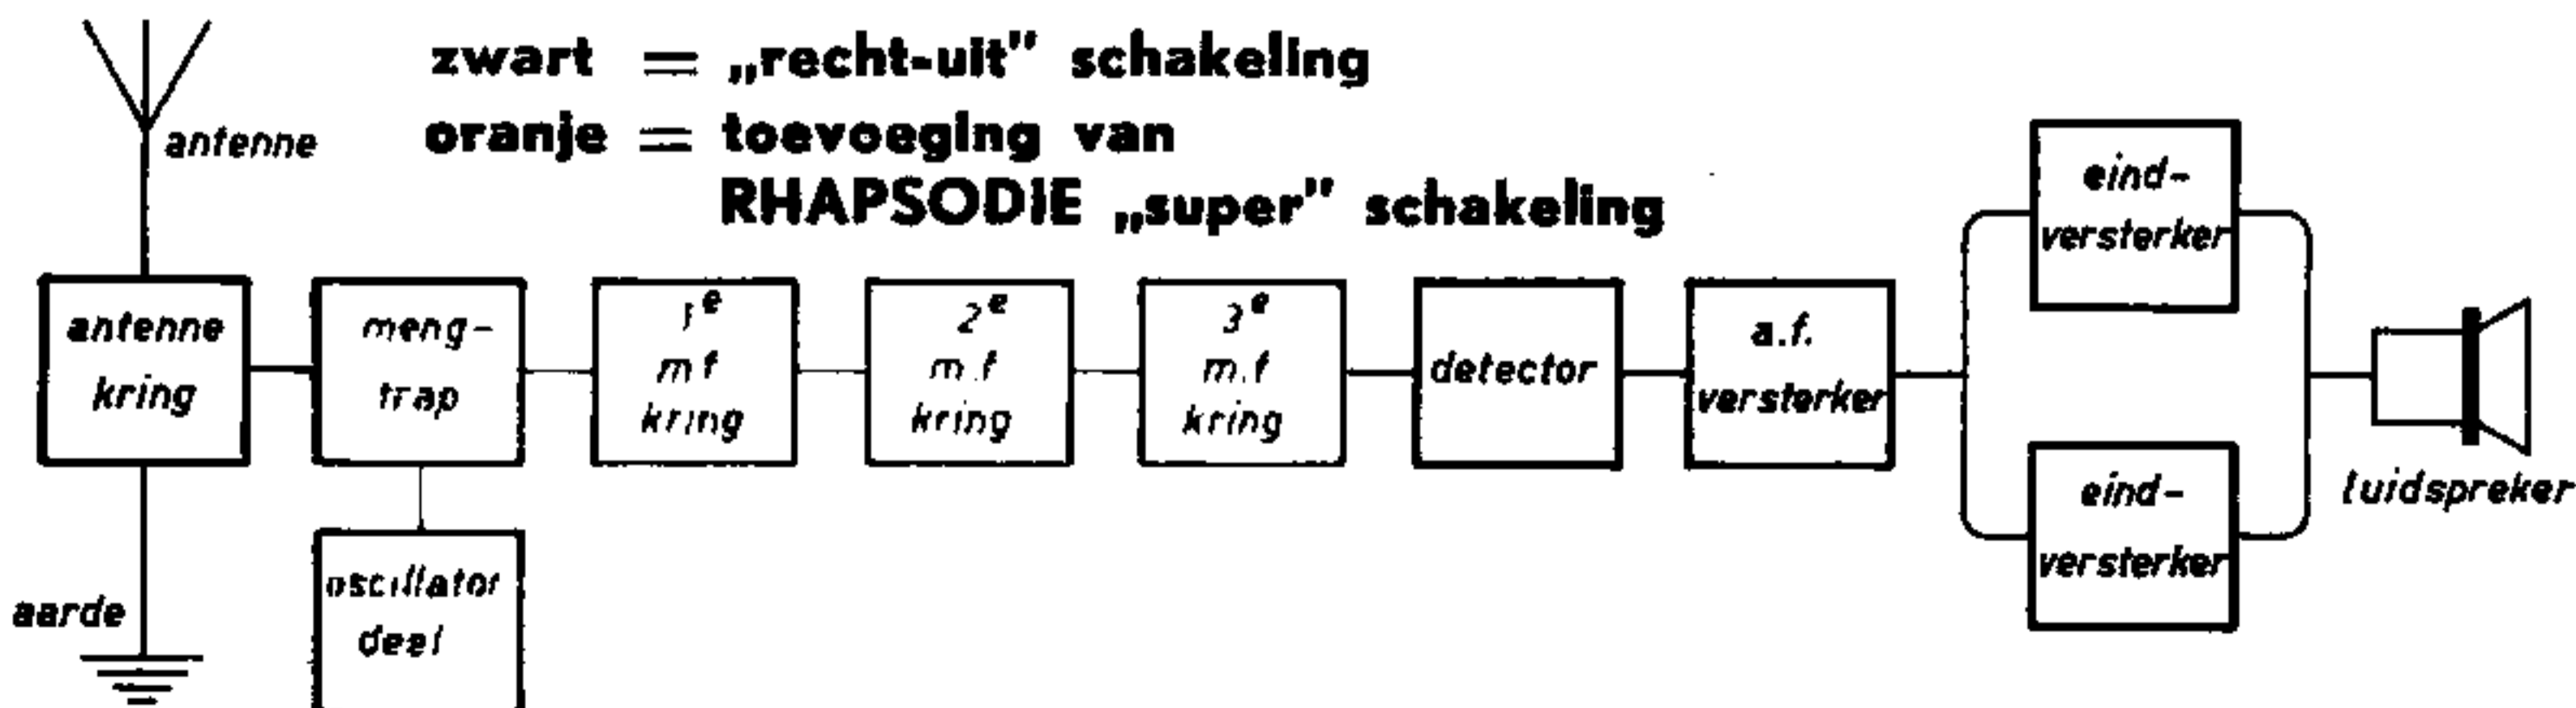 zwart = „recht-uit” schakeling
oranje = toevoeging van
RHAPSODIE „super” schakeling
antenne
antenne
kring
meng-
trap
1e
mf
kring
2e
m.f
kring
3e
m.f
kring
detector
a.f.
versterker
eind-
versterker
eind-
versterker
luidspreker
aarde
oscillator
deel